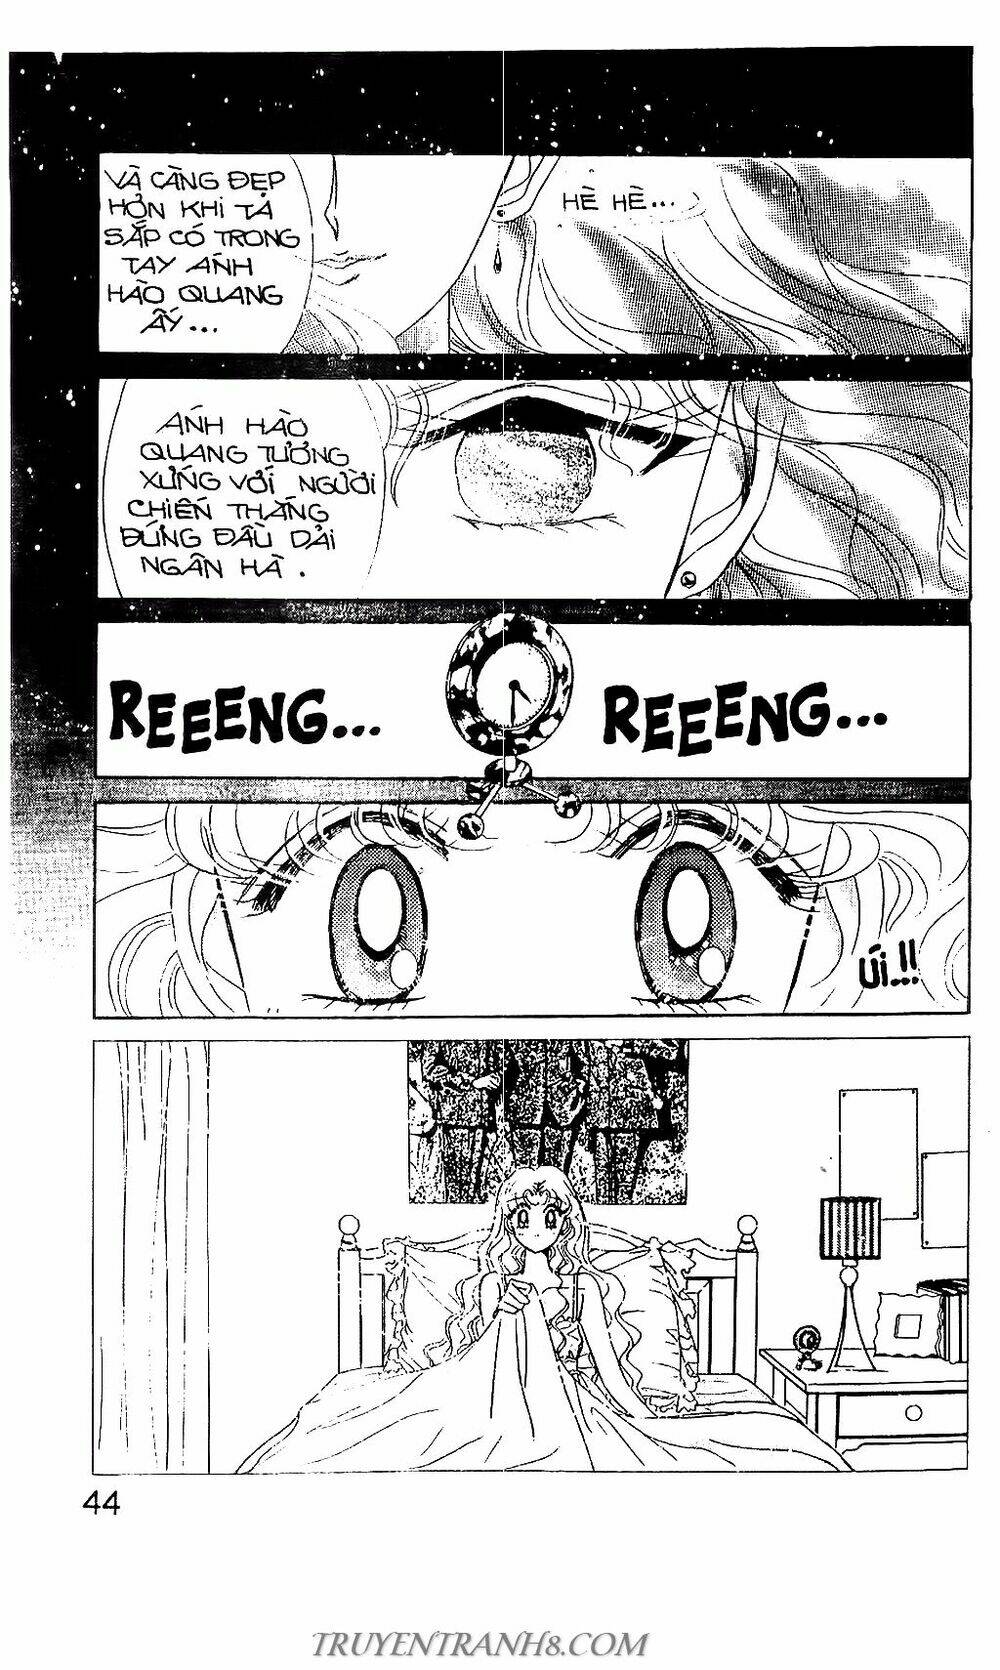 VÀ CÀNG ĐẸP
HƠN KHI TA
SẮP CÓ TRONG
TAY ÁNH
HÀO QUANG
ẤY...
HÈ HÈ...
ÁNH HÀO
QUANG TƯƠNG
XỨNG VỚI NGƯỜI
CHIẾN THẮNG
ĐỨNG ĐẦU DẢI
NGÂN HÀ.
REEENG...
REEENG...
ÚI..!!
44
TRUYENTRANH8.COM